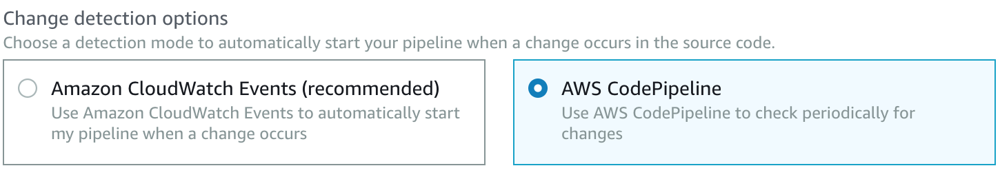 Change detection options
Choose a detection mode to automatically start your pipeline when a change occurs in the source code.
Amazon CloudWatch Events (recommended)
Use Amazon CloudWatch Events to automatically start
my pipeline when a change occurs
AWS CodePipeline
Use AWS CodePipeline to check periodically for
changes